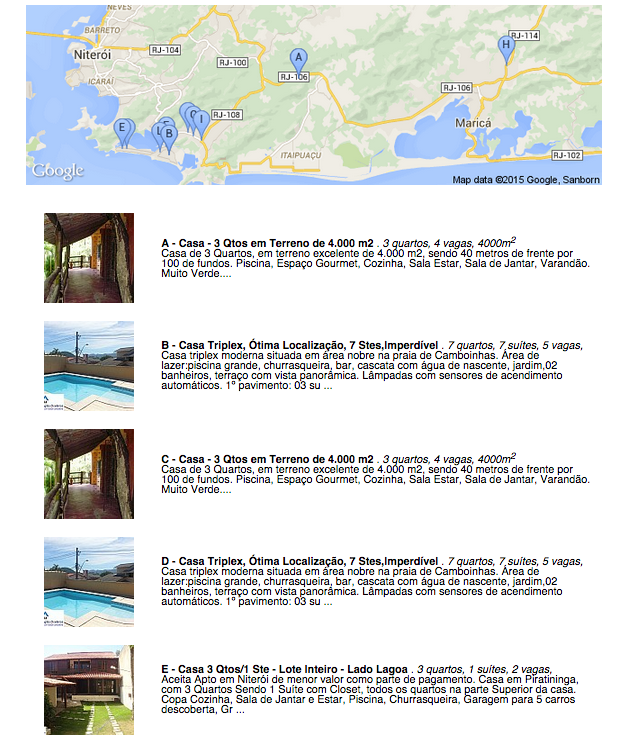 NEVES
BARRETO
RJ-104
RJ-114
Niterói
RJ-100
A
H
RJ-106
ICARAÍ
RJ-106
RJ-108
E
B
I
Maricá
ITAIPUAÇU
RJ-102
Google
Map data ©2015 Google, Sanborn
A - Casa - 3 Qtos em Terreno de 4.000 m2 . 3 quartos, 4 vagas, 4000m2
Casa de 3 Quartos, em terreno excelente de 4.000 m2, sendo 40 metros de frente por
100 de fundos. Piscina, Espaço Gourmet, Cozinha, Sala Estar, Sala de Jantar, Varandão.
Muito Verde....
B - Casa Triplex, Ótima Localização, 7 Stes,Imperdível . 7 quartos, 7 suítes, 5 vagas,
Casa triplex moderna situada em área nobre na praia de Camboinhas. Área de
lazer:piscina grande, churrasqueira, bar, cascata com água de nascente, jardim,02
banheiros, terraço com vista panorâmica. Lâmpadas com sensores de acendimento
automáticos. 1º pavimento: 03 su ...
C - Casa - 3 Qtos em Terreno de 4.000 m2 . 3 quartos, 4 vagas, 4000m2
Casa de 3 Quartos, em terreno excelente de 4.000 m2, sendo 40 metros de frente por
100 de fundos. Piscina, Espaço Gourmet, Cozinha, Sala Estar, Sala de Jantar, Varandão.
Muito Verde....
D - Casa Triplex, Ótima Localização, 7 Stes,Imperdível . 7 quartos, 7 suítes, 5 vagas,
Casa triplex moderna situada em área nobre na praia de Camboinhas. Área de
lazer:piscina grande, churrasqueira, bar, cascata com água de nascente, jardim,02
banheiros, terraço com vista panorâmica. Lâmpadas com sensores de acendimento
automáticos. 1º pavimento: 03 su ...
E - Casa 3 Qtos/1 Ste - Lote Inteiro - Lado Lagoa . 3 quartos, 1 suítes, 2 vagas,
Aceita Apto em Niterói de menor valor como parte de pagamento. Casa em Piratininga,
com 3 Quartos Sendo 1 Suíte com Closet, todos os quartos na parte Superior da casa.
Copa Cozinha, Sala de Jantar e Estar, Piscina, Churrasqueira, Garagem para 5 carros
descoberta, Gr ...